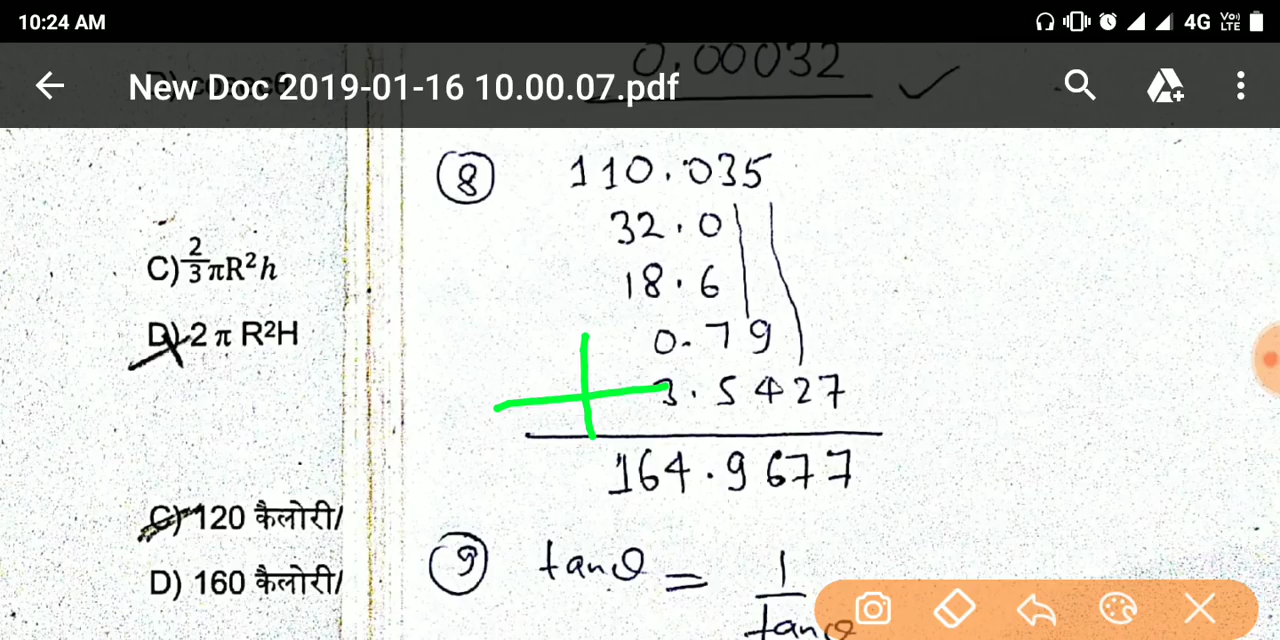 10:24 AM
4G
Vo)
LTE
0.00032
New Doc 2019-01-16 10.00.07.pdf
8
110.035
32.0
18.6
0.79
3.5427
164.9677
C) 2/3 πR²h
D) 2 π R²H
C) 120 कैलोरी/
D) 160 कैलोरी/
9 tanθ = 1/tanθ